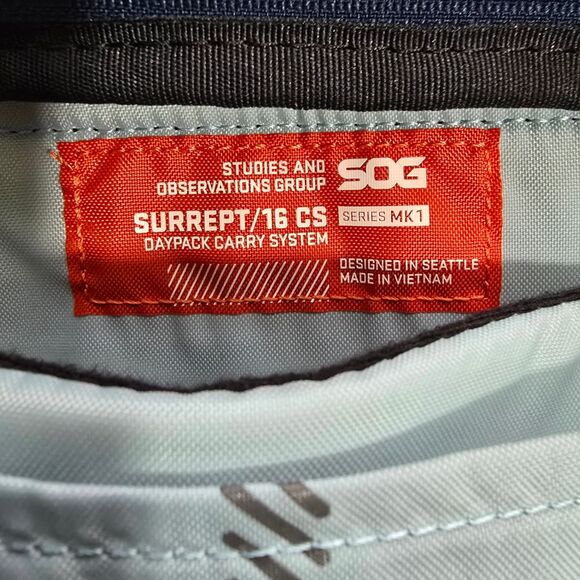 STUDIES AND
OBSERVATIONS GROUP
SOG
SURREPT/16 CS
SERIES MK1
DAYPACK CARRY SYSTEM
DESIGNED IN SEATTLE
MADE IN VIETNAM